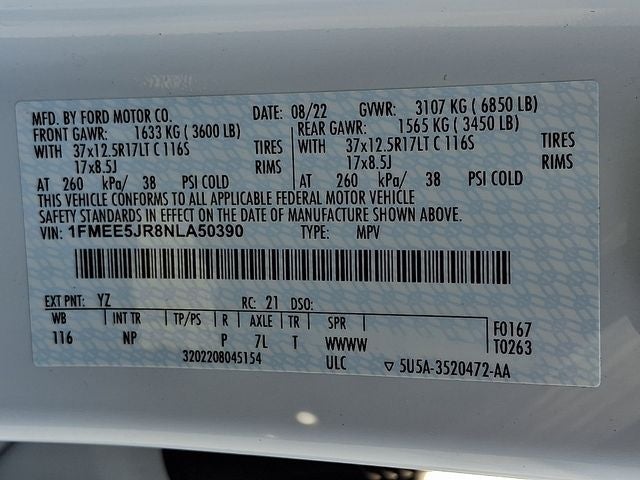 MFD. BY FORD MOTOR CO. DATE: 08/22 GVWR: 3107 KG ( 6850 LB)
FRONT GAWR: 1633 KG ( 3600 LB) REAR GAWR: 1565 KG ( 3450 LB)
WITH 37x12.5R17LT C 116S TIRES WITH 37x12.5R17LT C 116S TIRES
17x8.5J RIMS 17x8.5J RIMS
AT 260 kPa/ 38 PSI COLD AT 260 kPa/ 38 PSI COLD
THIS VEHICLE CONFORMS TO ALL APPLICABLE FEDERAL MOTOR VEHICLE
SAFETY STANDARDS IN EFFECT ON THE DATE OF MANUFACTURE SHOWN ABOVE.
VIN: 1FMEE5JR8NLA50390 TYPE: MPV
EXT PNT: YZ RC: 21 DSO:
WB INT TR TP/PS R AXLE TR SPR F0167
116 NP P 7L T WWWW T0263
3202208045154 ULC ▽ 5U5A-3520472-AA